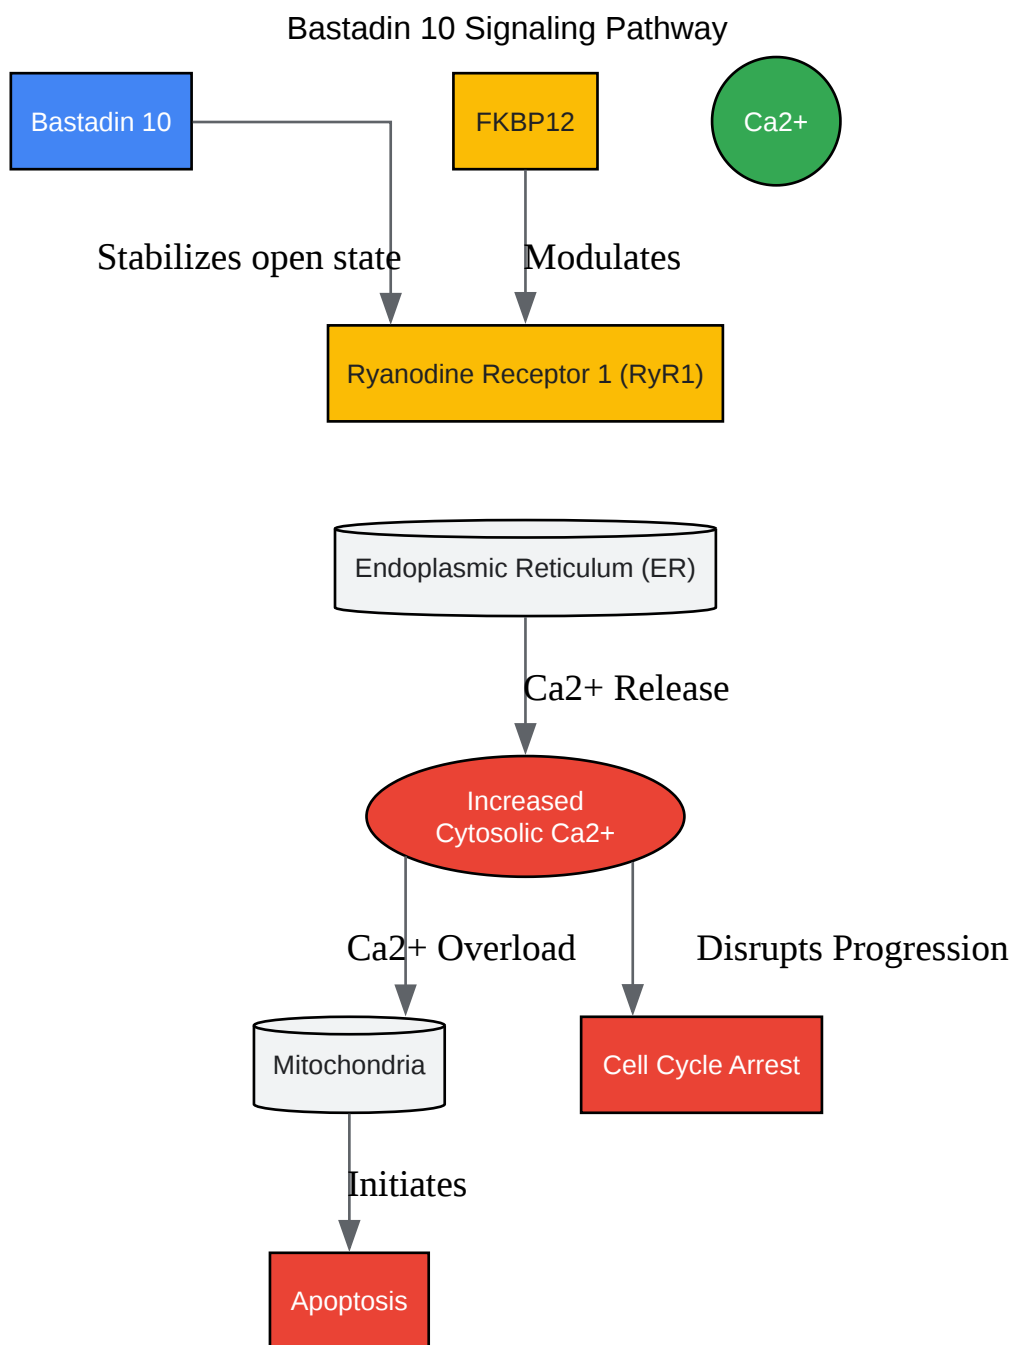 Bastadin 10 Signaling Pathway
Bastadin 10
FKBP12
Ca2+
Stabilizes open state
Modulates
Ryanodine Receptor 1 (RyR1)
Endoplasmic Reticulum (ER)
Ca2+ Release
Increased
Cytosolic Ca2+
Ca2+ Overload
Disrupts Progression
Mitochondria
Cell Cycle Arrest
Initiates
Apoptosis